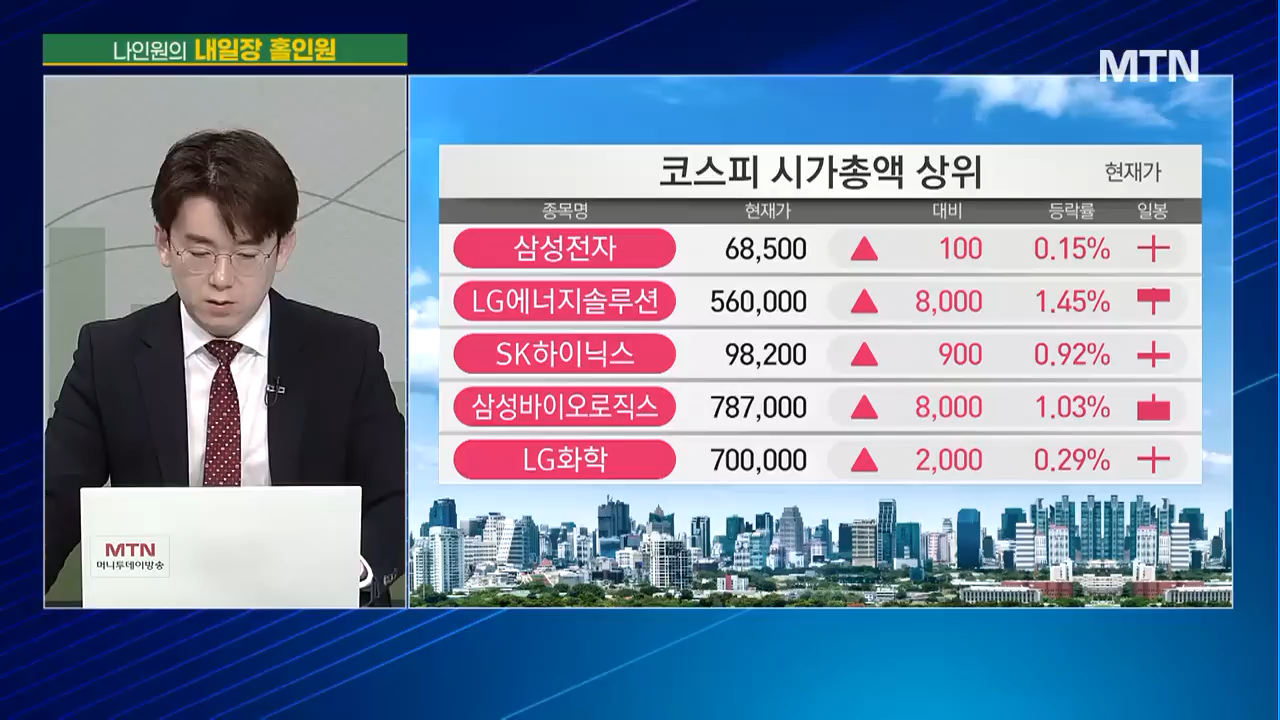 나인원의 내일장 홀인원
MTN
코스피 시가총액 상위 현재가
종목명 현재가 대비 등락률 일봉
삼성전자 68,500 ▲ 100 0.15%
LG에너지솔루션 560,000 ▲ 8,000 1.45%
SK하이닉스 98,200 ▲ 900 0.92%
삼성바이오로직스 787,000 ▲ 8,000 1.03%
LG화학 700,000 ▲ 2,000 0.29%
MTN
머니투데이방송